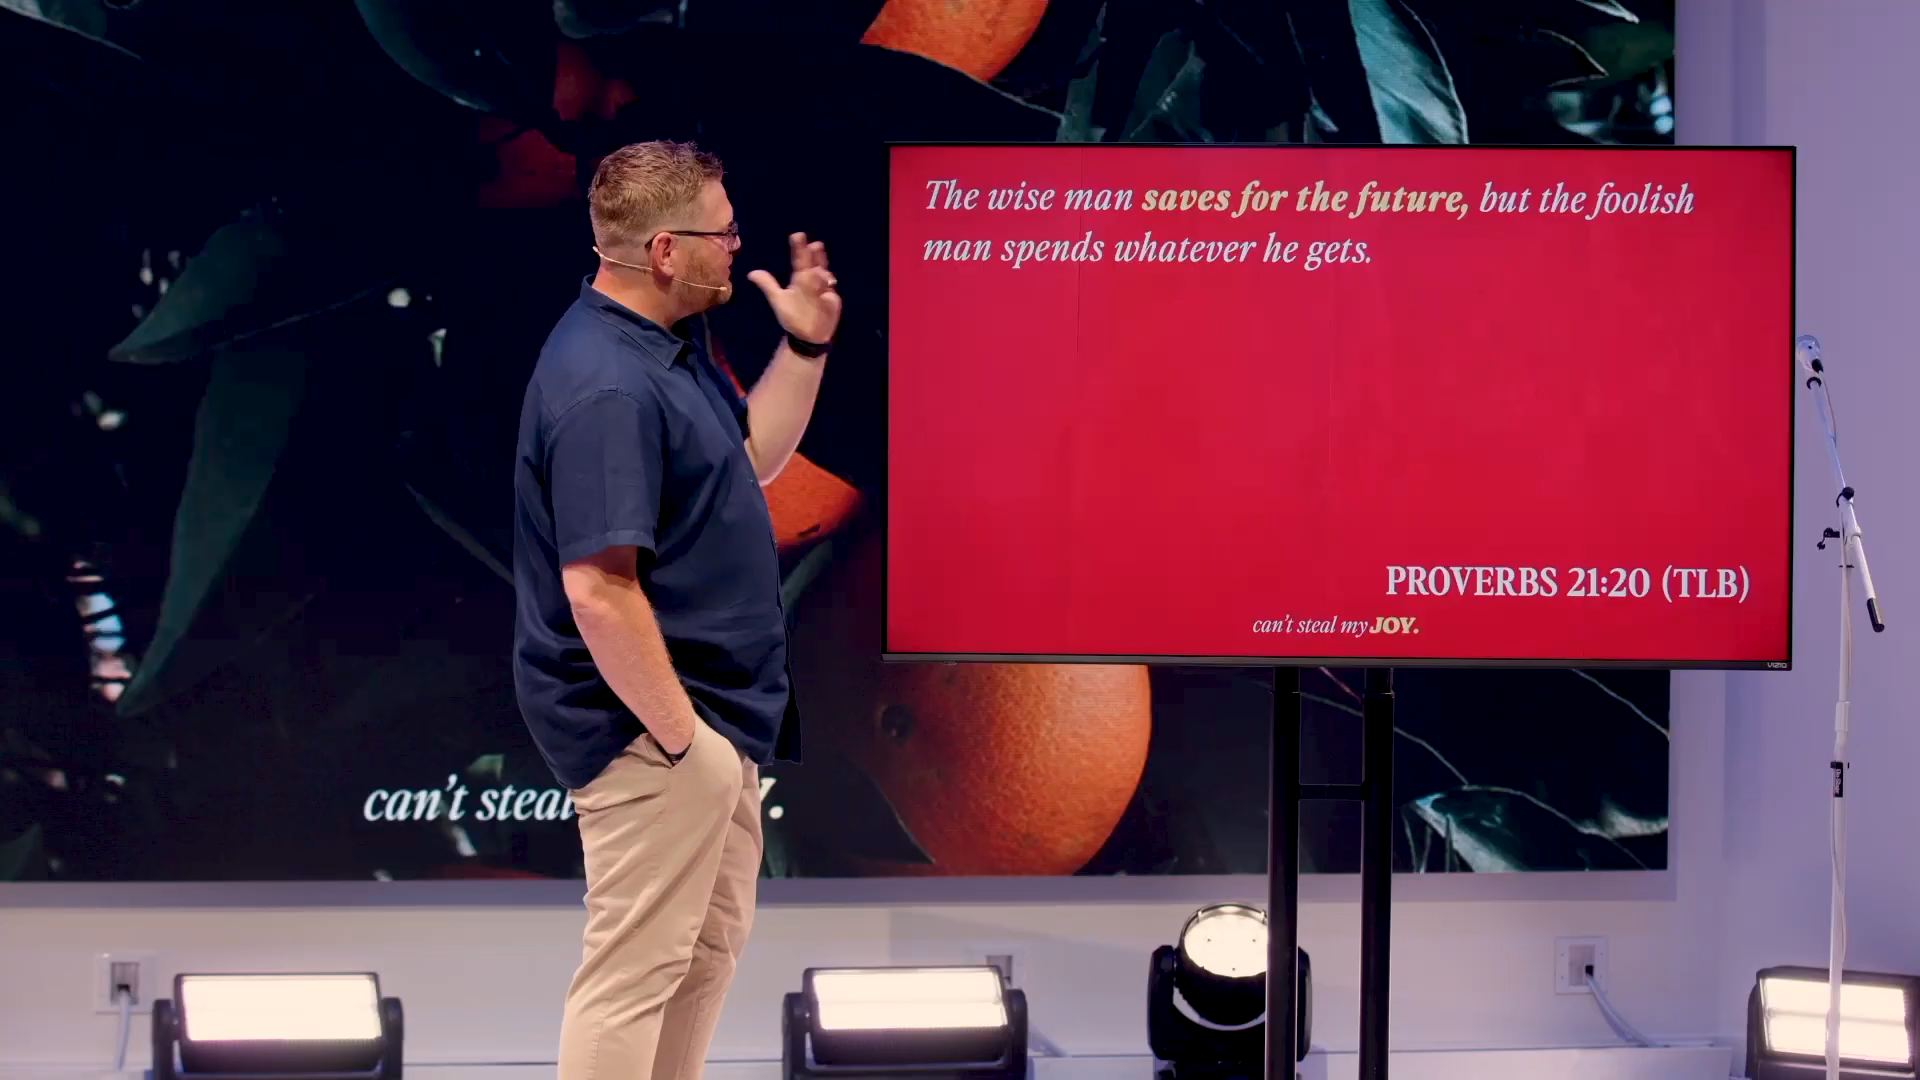 The wise man saves for the future, but the foolish
man spends whatever he gets.
PROVERBS 21:20 (TLB)
can't steal my JOY.
VIZIO
can't steal